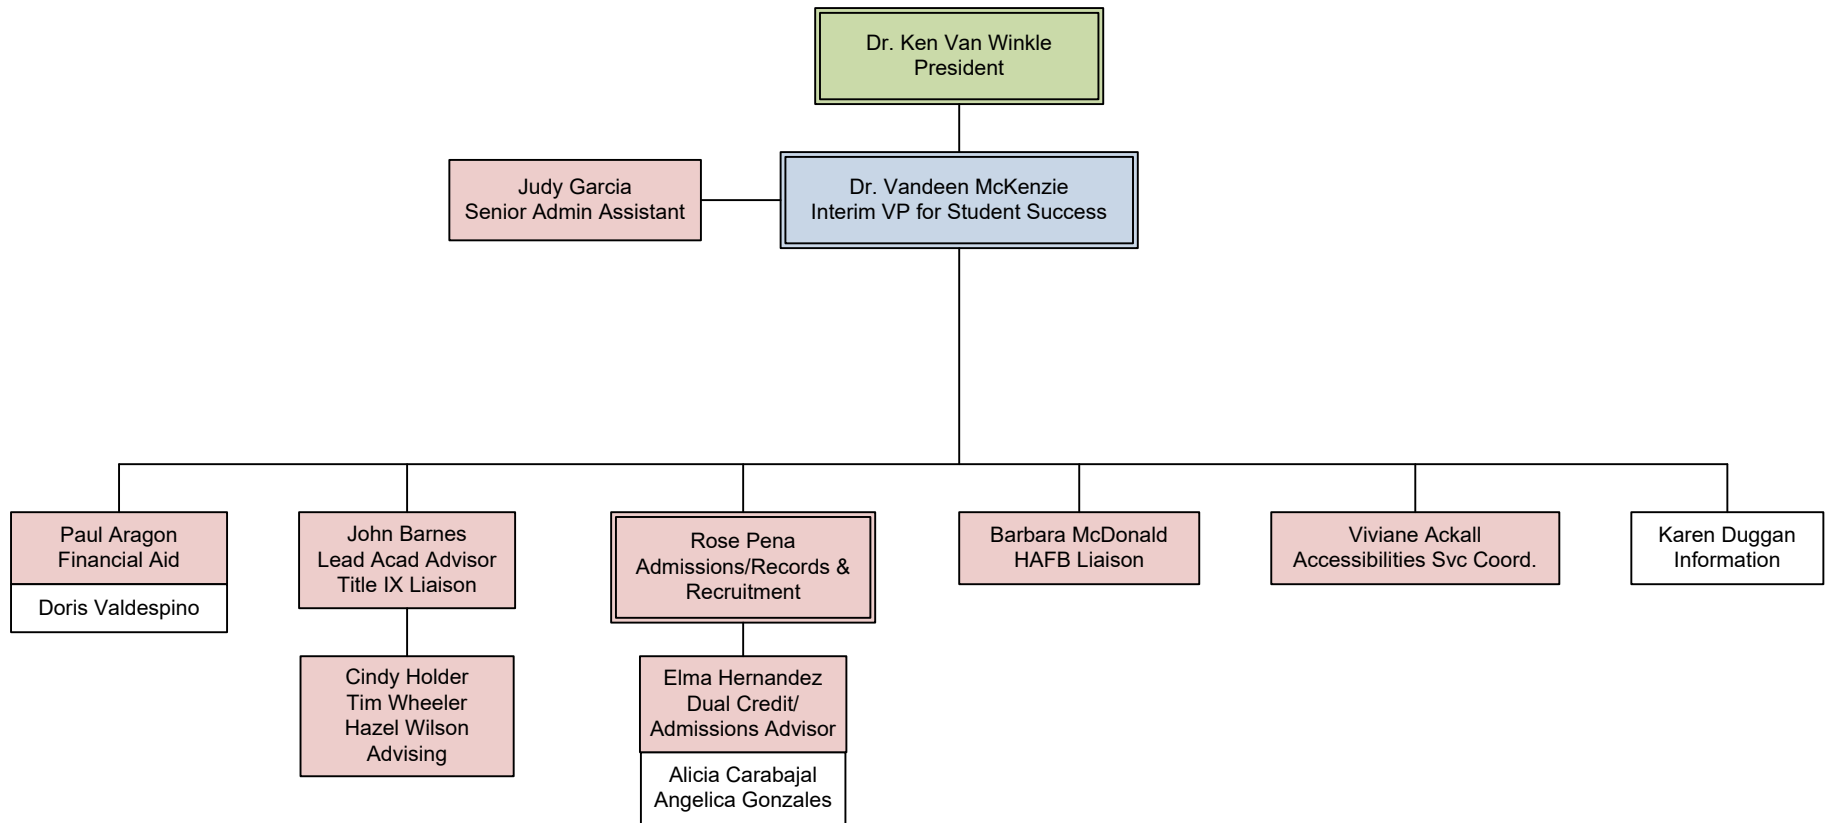 Dr. Ken Van Winkle
President
Judy Garcia
Senior Admin Assistant
Dr. Vandeen McKenzie
Interim VP for Student Success
Paul Aragon
Financial Aid
Doris Valdespino
John Barnes
Lead Acad Advisor
Title IX Liaison
Cindy Holder
Tim Wheeler
Hazel Wilson
Advising
Rose Pena
Admissions/Records &
Recruitment
Elma Hernandez
Dual Credit/
Admissions Advisor
Alicia Carabajal
Angelica Gonzales
Barbara McDonald
HAFB Liaison
Viviane Ackall
Accessibilities Svc Coord.
Karen Duggan
Information